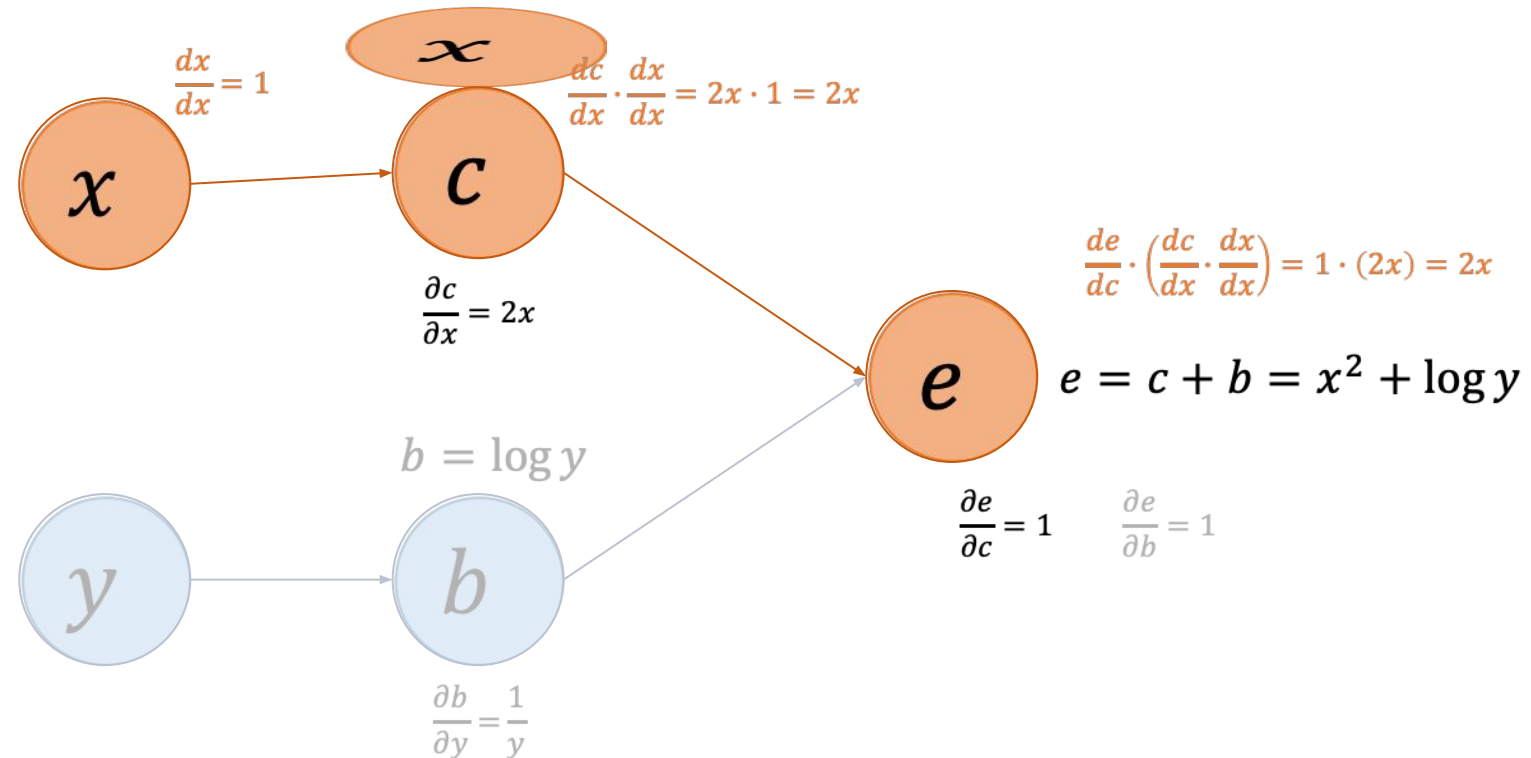 x
dx/dx = 1
dc/dx · dx/dx = 2x · 1 = 2x
x
c
∂c/∂x = 2x
de/dc · (dc/dx · dx/dx) = 1 · (2x) = 2x
e
e = c + b = x² + log y
b = log y
∂e/∂c = 1
∂e/∂b = 1
y
b
∂b/∂y = 1/y